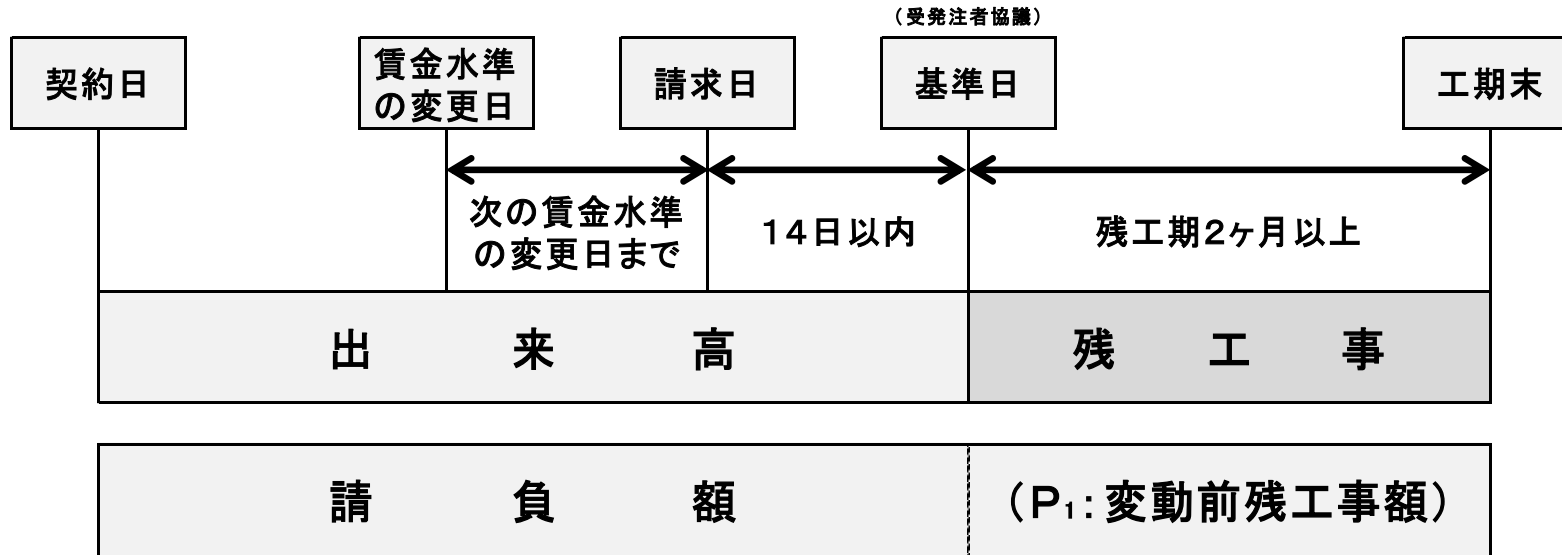 （受発注者協議）
契約日
賃金水準
の変更日
請求日
基準日
工期末
次の賃金水準
の変更日まで
14日以内
残工期2ヶ月以上
出来高
残工事
請負額
（P₁：変動前残工事額）